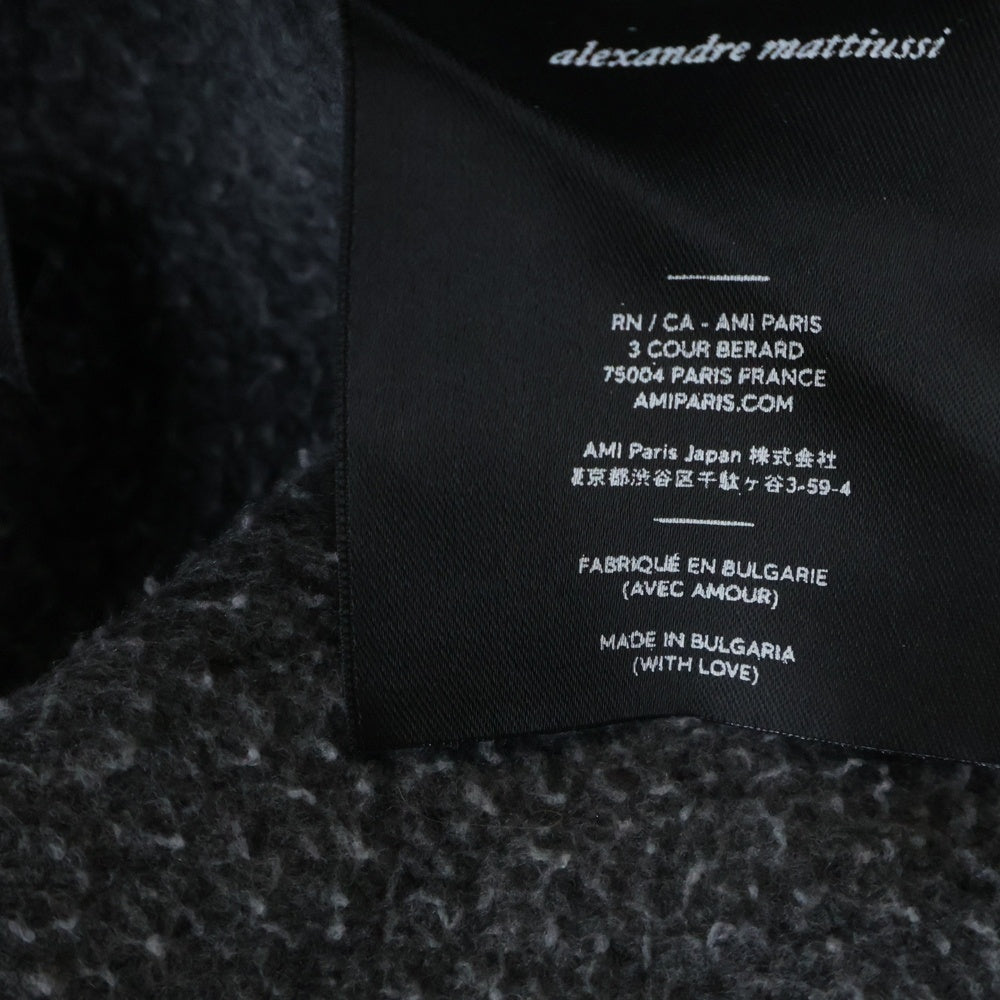 alexandre mattiussi
RN / CA - AMI PARIS
3 COUR BERARD
75004 PARIS FRANCE
AMIPARIS.COM
AMI Paris Japan 株式会社
東京都渋谷区千駄ヶ谷3-59-4
FABRIQUÉ EN BULGARIE
(AVEC AMOUR)
MADE IN BULGARIA
(WITH LOVE)